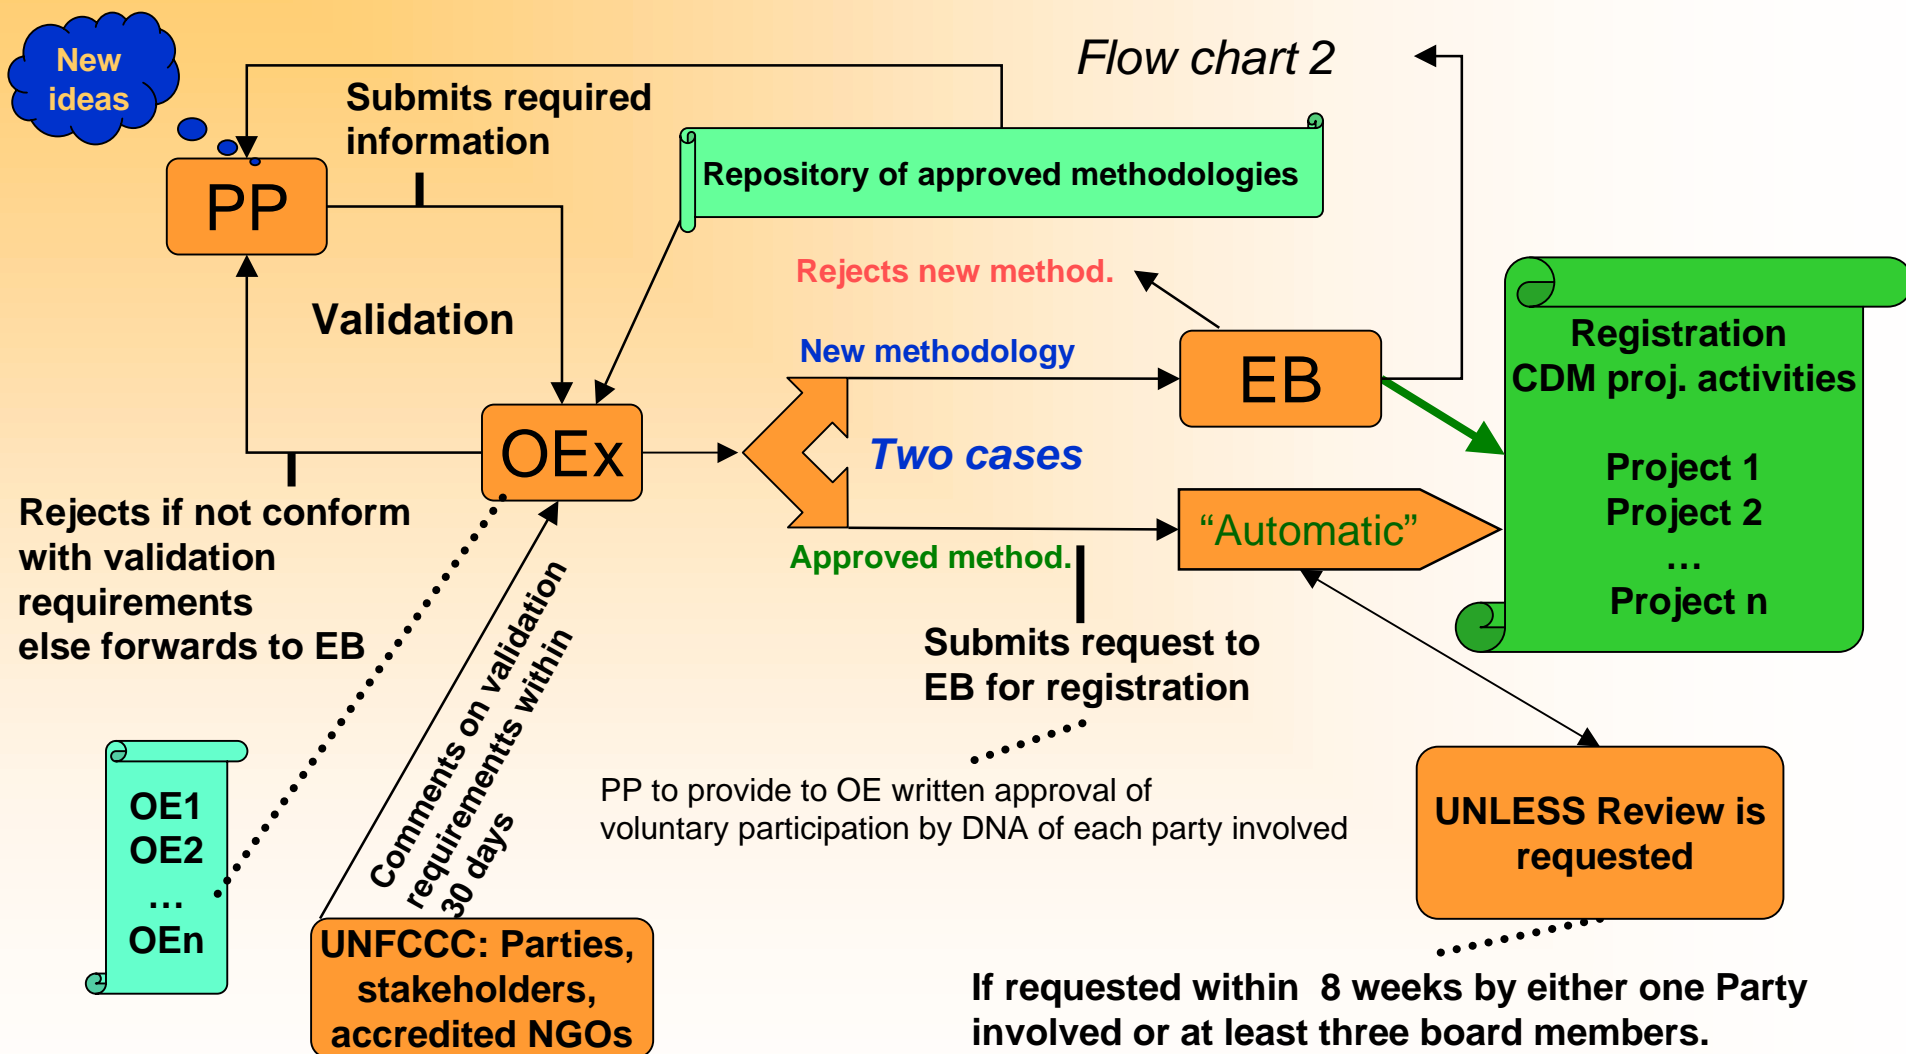 New
ideas
Flow chart 2
Submits required
information
Repository of approved methodologies
PP
Rejects new method.
Validation
New methodology
EB
Registration
CDM proj. activities
Project 1
Project 2
…
Project n
OEx
Two cases
“Automatic”
Approved method.
Rejects if not conform
with validation
requirements
else forwards to EB
Comments on validation
requirementts within
30 days
Submits request to
EB for registration
OE1
OE2
…
OEn
PP to provide to OE written approval of
voluntary participation by DNA of each party involved
UNLESS Review is
requested
UNFCCC: Parties,
stakeholders,
accredited NGOs
If requested within 8 weeks by either one Party
involved or at least three board members.